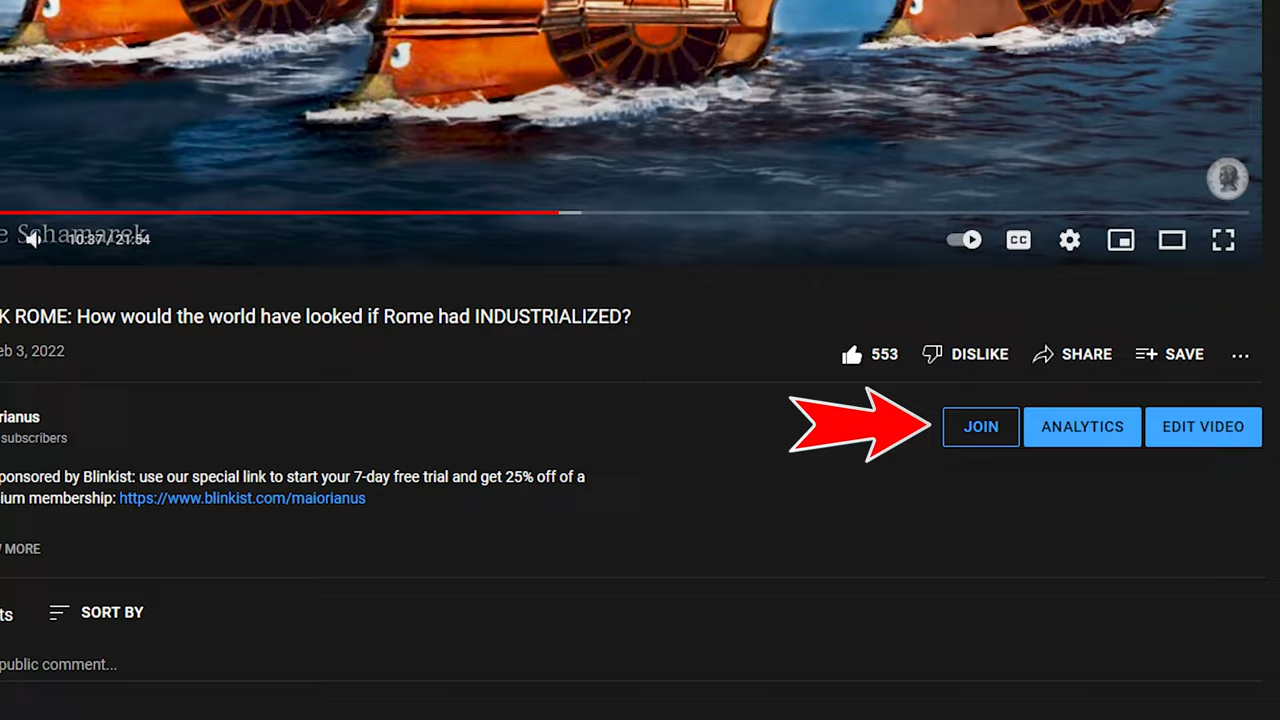 e Schamarek
10:37 / 21:54
CC
K ROME: How would the world have looked if Rome had INDUSTRIALIZED?
eb 3, 2022
553 DISLIKE SHARE SAVE
rianus
subscribers
JOIN ANALYTICS EDIT VIDEO
ponsored by Blinkist: use our special link to start your 7-day free trial and get 25% off of a
ium membership: https://www.blinkist.com/maiorianus
MORE
ts SORT BY
public comment...